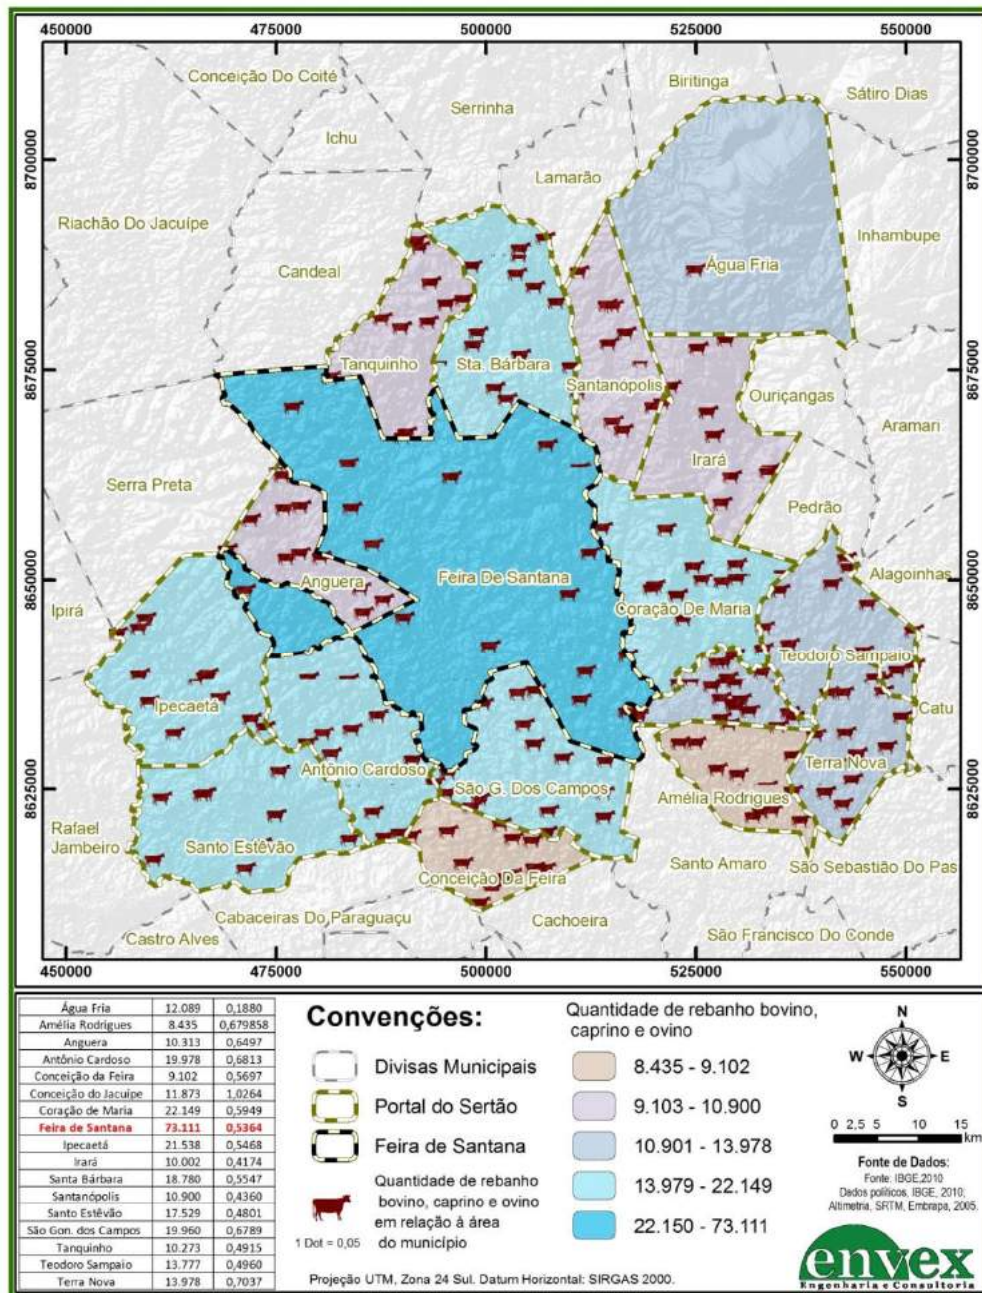 450000 475000 500000 525000 550000
Conceição Do Coité
Biritinga
Sátiro Dias
Serrinha
Ichu
8700000 8700000
Lamarão
Riachão Do Jacuípe
Inhambupe
Candeal
Água Fria
Tanquinho
Sta. Bárbara
8675000 8675000
Santanópolis
Ouriçangas
Aramari
Irará
Serra Preta
Pedrão
Alagoinhas
8650000 8650000
Anguera
Feira De Santana
Ipirá
Coração De Maria
Teodoro Sampaio
Ipecaetá
Catu
Terra Nova
Antônio Cardoso
São G. Dos Campos
8625000 8625000
Amélia Rodrigues
Rafael
Jambeiro
Santo Estêvão
Santo Amaro
São Sebastião Do Pas
Conceição Da Feira
Cabaceiras Do Paraguaçu
Cachoeira
Castro Alves
São Francisco Do Conde
450000 475000 500000 525000 550000
Água Fria 12.089 0,1880
Amélia Rodrigues 8.435 0,679858
Anguera 10.313 0,6497
Antônio Cardoso 19.978 0,6813
Conceição da Feira 9.102 0,5697
Conceição do Jacuípe 11.873 1,0264
Coração de Maria 22.149 0,5949
Feira de Santana 73.111 0,5364
Ipecaetá 21.538 0,5468
Irará 10.002 0,4174
Santa Bárbara 18.780 0,5547
Santanópolis 10.900 0,4360
Santo Estêvão 17.529 0,4801
São Gon. dos Campos 19.960 0,6789
Tanquinho 10.273 0,4915
Teodoro Sampaio 13.777 0,4960
Terra Nova 13.978 0,7037
Convenções:
Divisas Municipais
Portal do Sertão
Feira de Santana
Quantidade de rebanho
bovino, caprino e ovino
em relação à área
do município
1 Dot = 0,05
Projeção UTM, Zona 24 Sul. Datum Horizontal: SIRGAS 2000.
Quantidade de rebanho bovino,
caprino e ovino
8.435 - 9.102
9.103 - 10.900
10.901 - 13.978
13.979 - 22.149
22.150 - 73.111
N
W E
S
0 2,5 5 10 15
km
Fonte de Dados:
Fonte: IBGE,2010
Dados políticos, IBGE, 2010;
Altimetria, SRTM, Embrapa, 2005.
envex
Engenharia e Consultoria